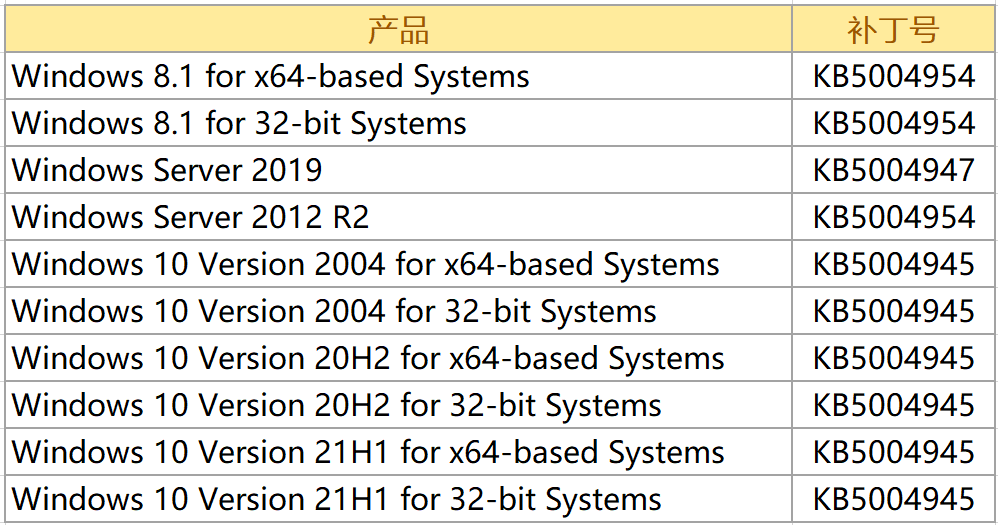 产品 补丁号
Windows 8.1 for x64-based Systems KB5004954
Windows 8.1 for 32-bit Systems KB5004954
Windows Server 2019 KB5004947
Windows Server 2012 R2 KB5004954
Windows 10 Version 2004 for x64-based Systems KB5004945
Windows 10 Version 2004 for 32-bit Systems KB5004945
Windows 10 Version 20H2 for x64-based Systems KB5004945
Windows 10 Version 20H2 for 32-bit Systems KB5004945
Windows 10 Version 21H1 for x64-based Systems KB5004945
Windows 10 Version 21H1 for 32-bit Systems KB5004945